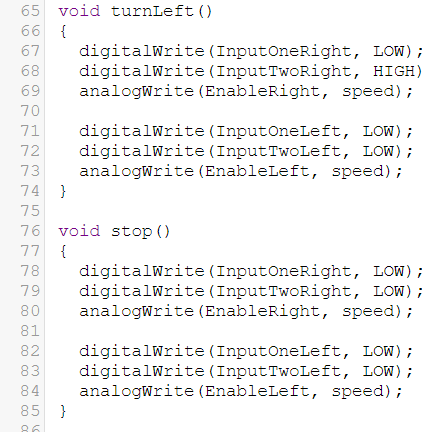 65 void turnLeft()
66 {
67   digitalWrite(InputOneRight, LOW);
68   digitalWrite(InputTwoRight, HIGH)
69   analogWrite(EnableRight, speed);
70
71   digitalWrite(InputOneLeft, LOW);
72   digitalWrite(InputTwoLeft, LOW);
73   analogWrite(EnableLeft, speed);
74 }
75
76 void stop()
77 {
78   digitalWrite(InputOneRight, LOW);
79   digitalWrite(InputTwoRight, LOW);
80   analogWrite(EnableRight, speed);
81
82   digitalWrite(InputOneLeft, LOW);
83   digitalWrite(InputTwoLeft, LOW);
84   analogWrite(EnableLeft, speed);
85 }
86